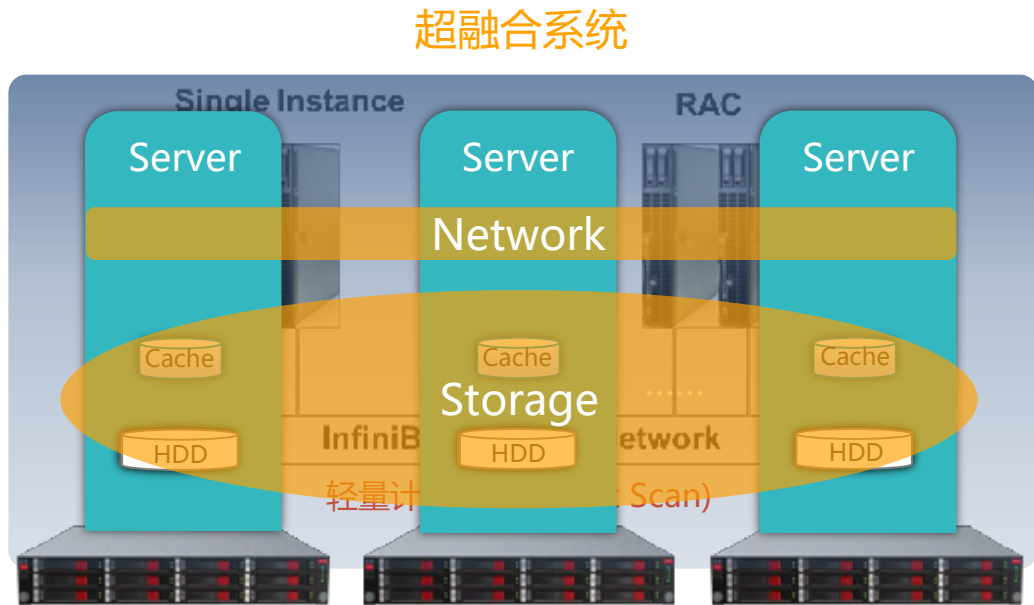 超融合系统
Single Instance
RAC
Server
Server
Server
Network
Cache
Cache
Cache
Storage
......
InfiniB
etwork
HDD
HDD
HDD
轻量计
Scan)